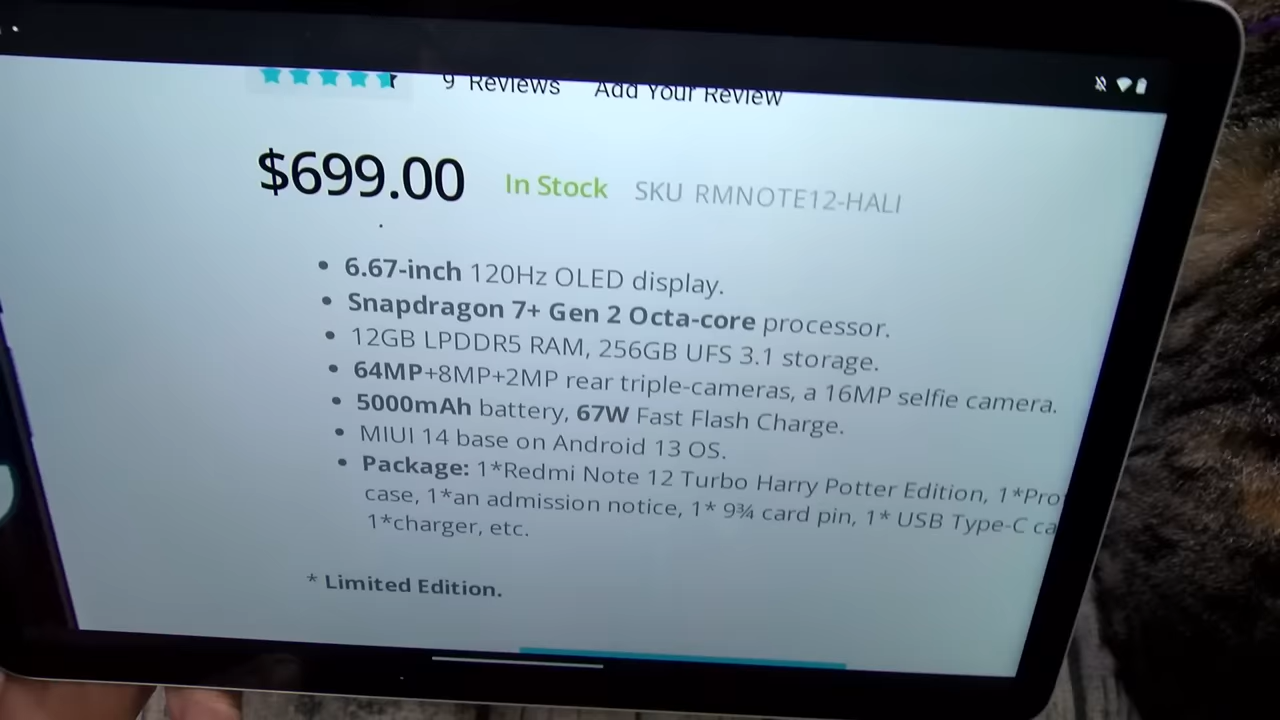 9 Reviews Add Your Review
$699.00 In Stock SKU RMNOTE12-HALI
• 6.67-inch 120Hz OLED display.
• Snapdragon 7+ Gen 2 Octa-core processor.
• 12GB LPDDR5 RAM, 256GB UFS 3.1 storage.
• 64MP+8MP+2MP rear triple-cameras, a 16MP selfie camera.
• 5000mAh battery, 67W Fast Flash Charge.
• MIUI 14 base on Android 13 OS.
• Package: 1*Redmi Note 12 Turbo Harry Potter Edition, 1*Pro
case, 1*an admission notice, 1* 9¾ card pin, 1* USB Type-C ca
1*charger, etc.
* Limited Edition.